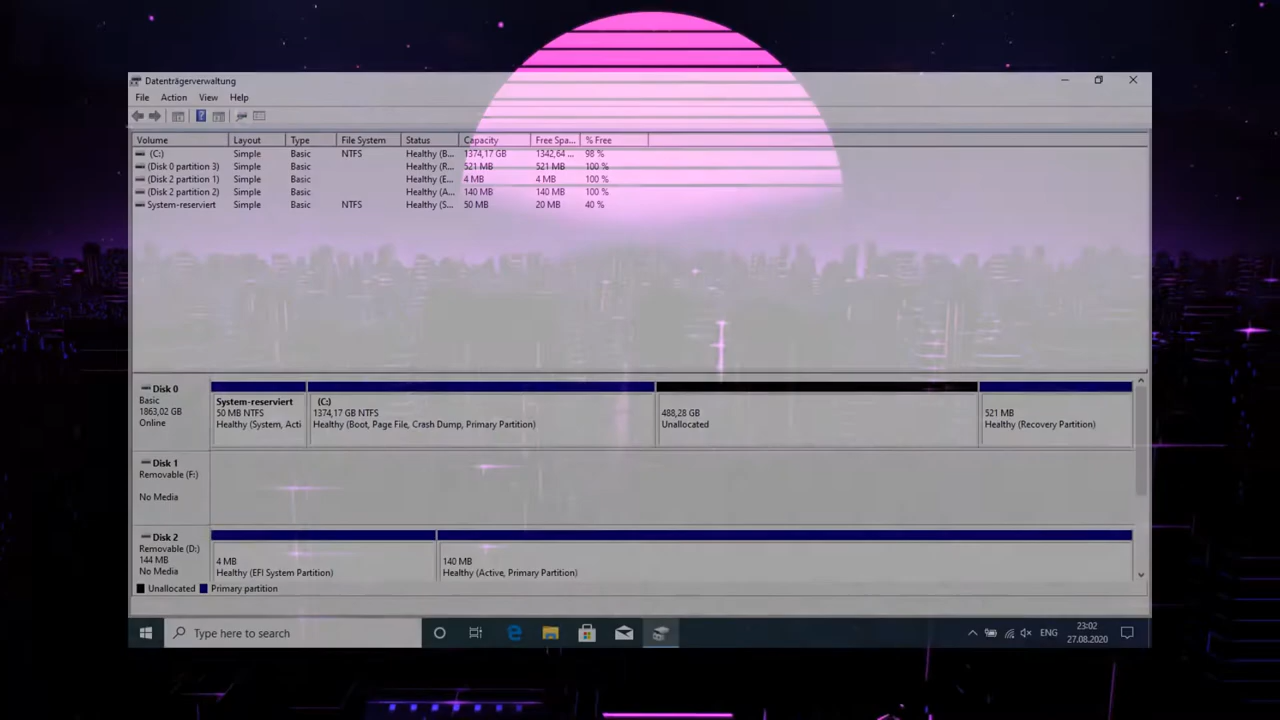 Datenträgerverwaltung
File Action View Help
Volume Layout Type File System Status Capacity Free Spa... % Free
(C:) Simple Basic NTFS Healthy (B... 1374,17 GB 1342,64 ... 98 %
(Disk 0 partition 3) Simple Basic Healthy (R... 521 MB 521 MB 100 %
(Disk 2 partition 1) Simple Basic Healthy (E... 4 MB 4 MB 100 %
(Disk 2 partition 2) Simple Basic Healthy (A... 140 MB 140 MB 100 %
System-reserviert Simple Basic NTFS Healthy (S... 50 MB 20 MB 40 %
Disk 0
Basic
1863,02 GB
Online
System-reserviert
50 MB NTFS
Healthy (System, Acti
(C:)
1374,17 GB NTFS
Healthy (Boot, Page File, Crash Dump, Primary Partition)
488,28 GB
Unallocated
521 MB
Healthy (Recovery Partition)
Disk 1
Removable (F:)
No Media
Disk 2
Removable (D:)
144 MB
No Media
4 MB
Healthy (EFI System Partition)
140 MB
Healthy (Active, Primary Partition)
Unallocated Primary partition
Type here to search
ENG
23:02
27.08.2020